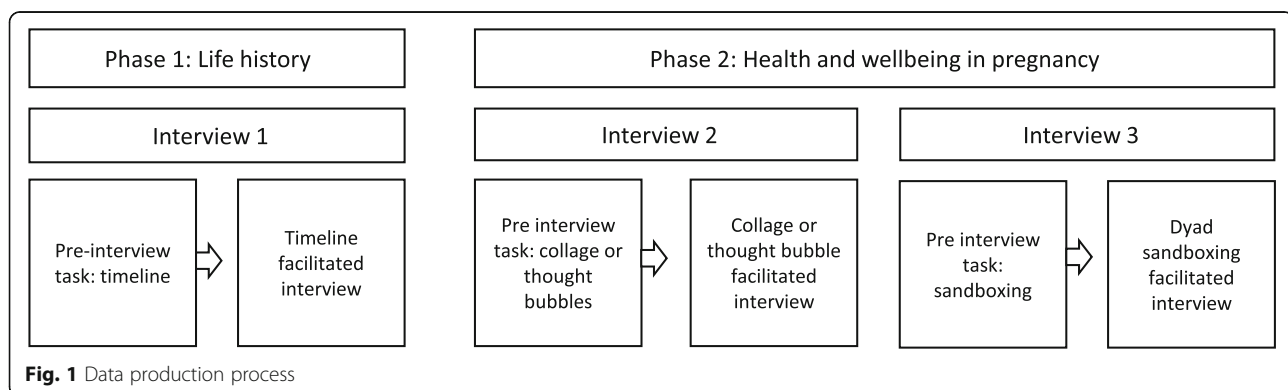 Phase 1: Life history
Phase 2: Health and wellbeing in pregnancy
Interview 1
Interview 2
Interview 3
Pre-interview
task: timeline
Timeline
facilitated
interview
Pre interview
task: collage or
thought
bubbles
Collage or
thought bubble
facilitated
interview
Pre interview
task:
sandboxing
Dyad
sandboxing
facilitated
interview
Fig. 1 Data production process